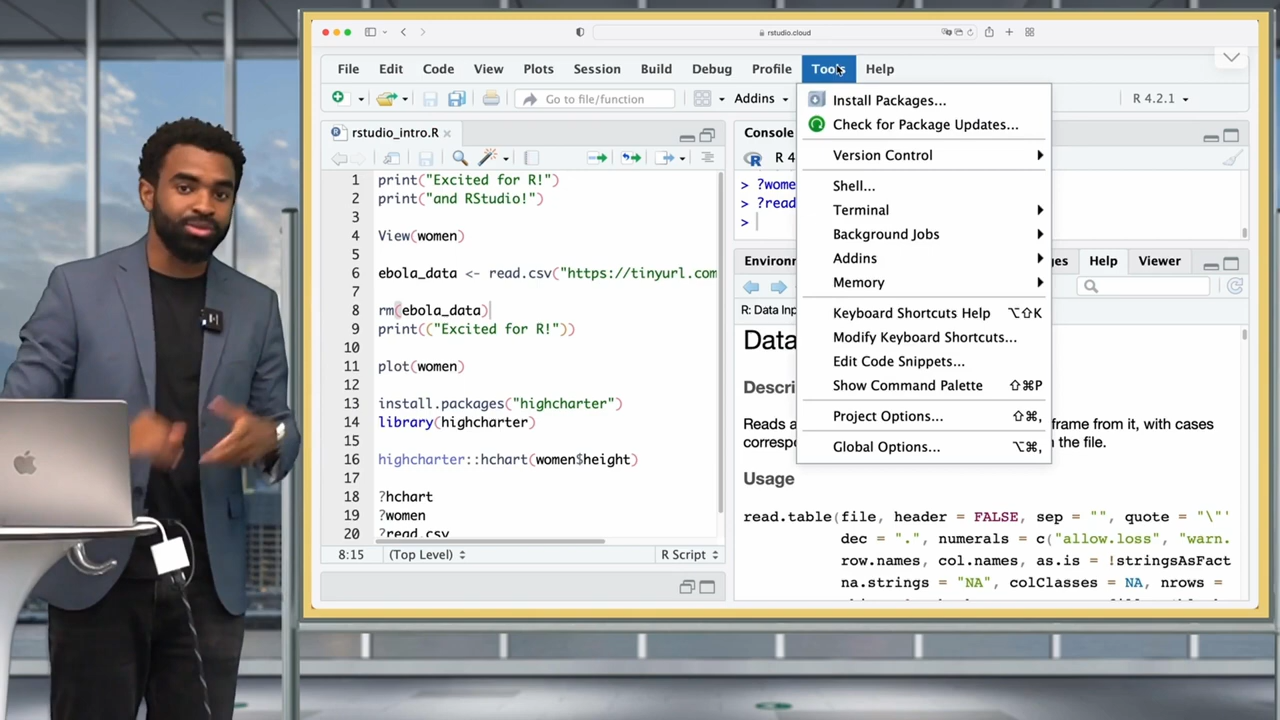 rstudio.cloud
File Edit Code View Plots Session Build Debug Profile Tools Help
Go to file/function Addins R 4.2.1
rstudio_intro.R
1 print("Excited for R!")
2 print("and RStudio!")
3
4 View(women)
5
6 ebola_data <- read.csv("https://tinyurl.com
7
8 rm(ebola_data)
9 print(("Excited for R!"))
10
11 plot(women)
12
13 install.packages("highcharter")
14 library(highcharter)
15
16 highcharter::hchart(women$height)
17
18 ?hchart
19 ?women
20 ?read.csv
8:15 (Top Level) R Script
Install Packages...
Check for Package Updates...
Version Control
Shell...
Terminal
Background Jobs
Addins
Memory
Keyboard Shortcuts Help ⌥⇧K
Modify Keyboard Shortcuts...
Edit Code Snippets...
Show Command Palette ⇧⌘P
Project Options... ⇧⌘,
Global Options... ⌥⌘,
Console
R 4
> ?wome
> ?read
>
Environ ges Help Viewer
R: Data Inp
Data
Descri
Reads a frame from it, with cases
corresp n the file.
Usage
read.table(file, header = FALSE, sep = "", quote = "\"'
dec = ".", numerals = c("allow.loss", "warn.
row.names, col.names, as.is = !stringsAsFact
na.strings = "NA", colClasses = NA, nrows =